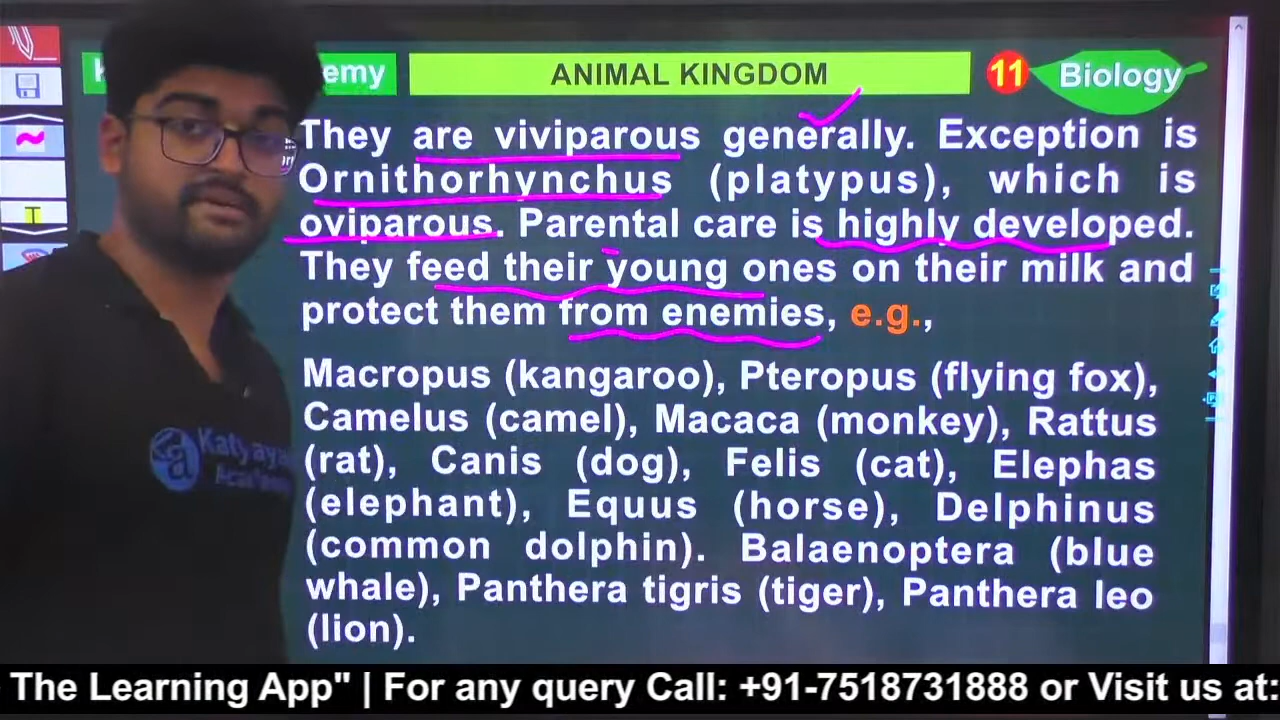 emy
ANIMAL KINGDOM
11
Biology
They are viviparous generally. Exception is
Ornithorhynchus (platypus), which is
oviparous. Parental care is highly developed.
They feed their young ones on their milk and
protect them from enemies, e.g.,
Macropus (kangaroo), Pteropus (flying fox),
Camelus (camel), Macaca (monkey), Rattus
(rat), Canis (dog), Felis (cat), Elephas
(elephant), Equus (horse), Delphinus
(common dolphin). Balaenoptera (blue
whale), Panthera tigris (tiger), Panthera leo
(lion).
T
The Learning App" | For any query Call: +91-7518731888 or Visit us at: